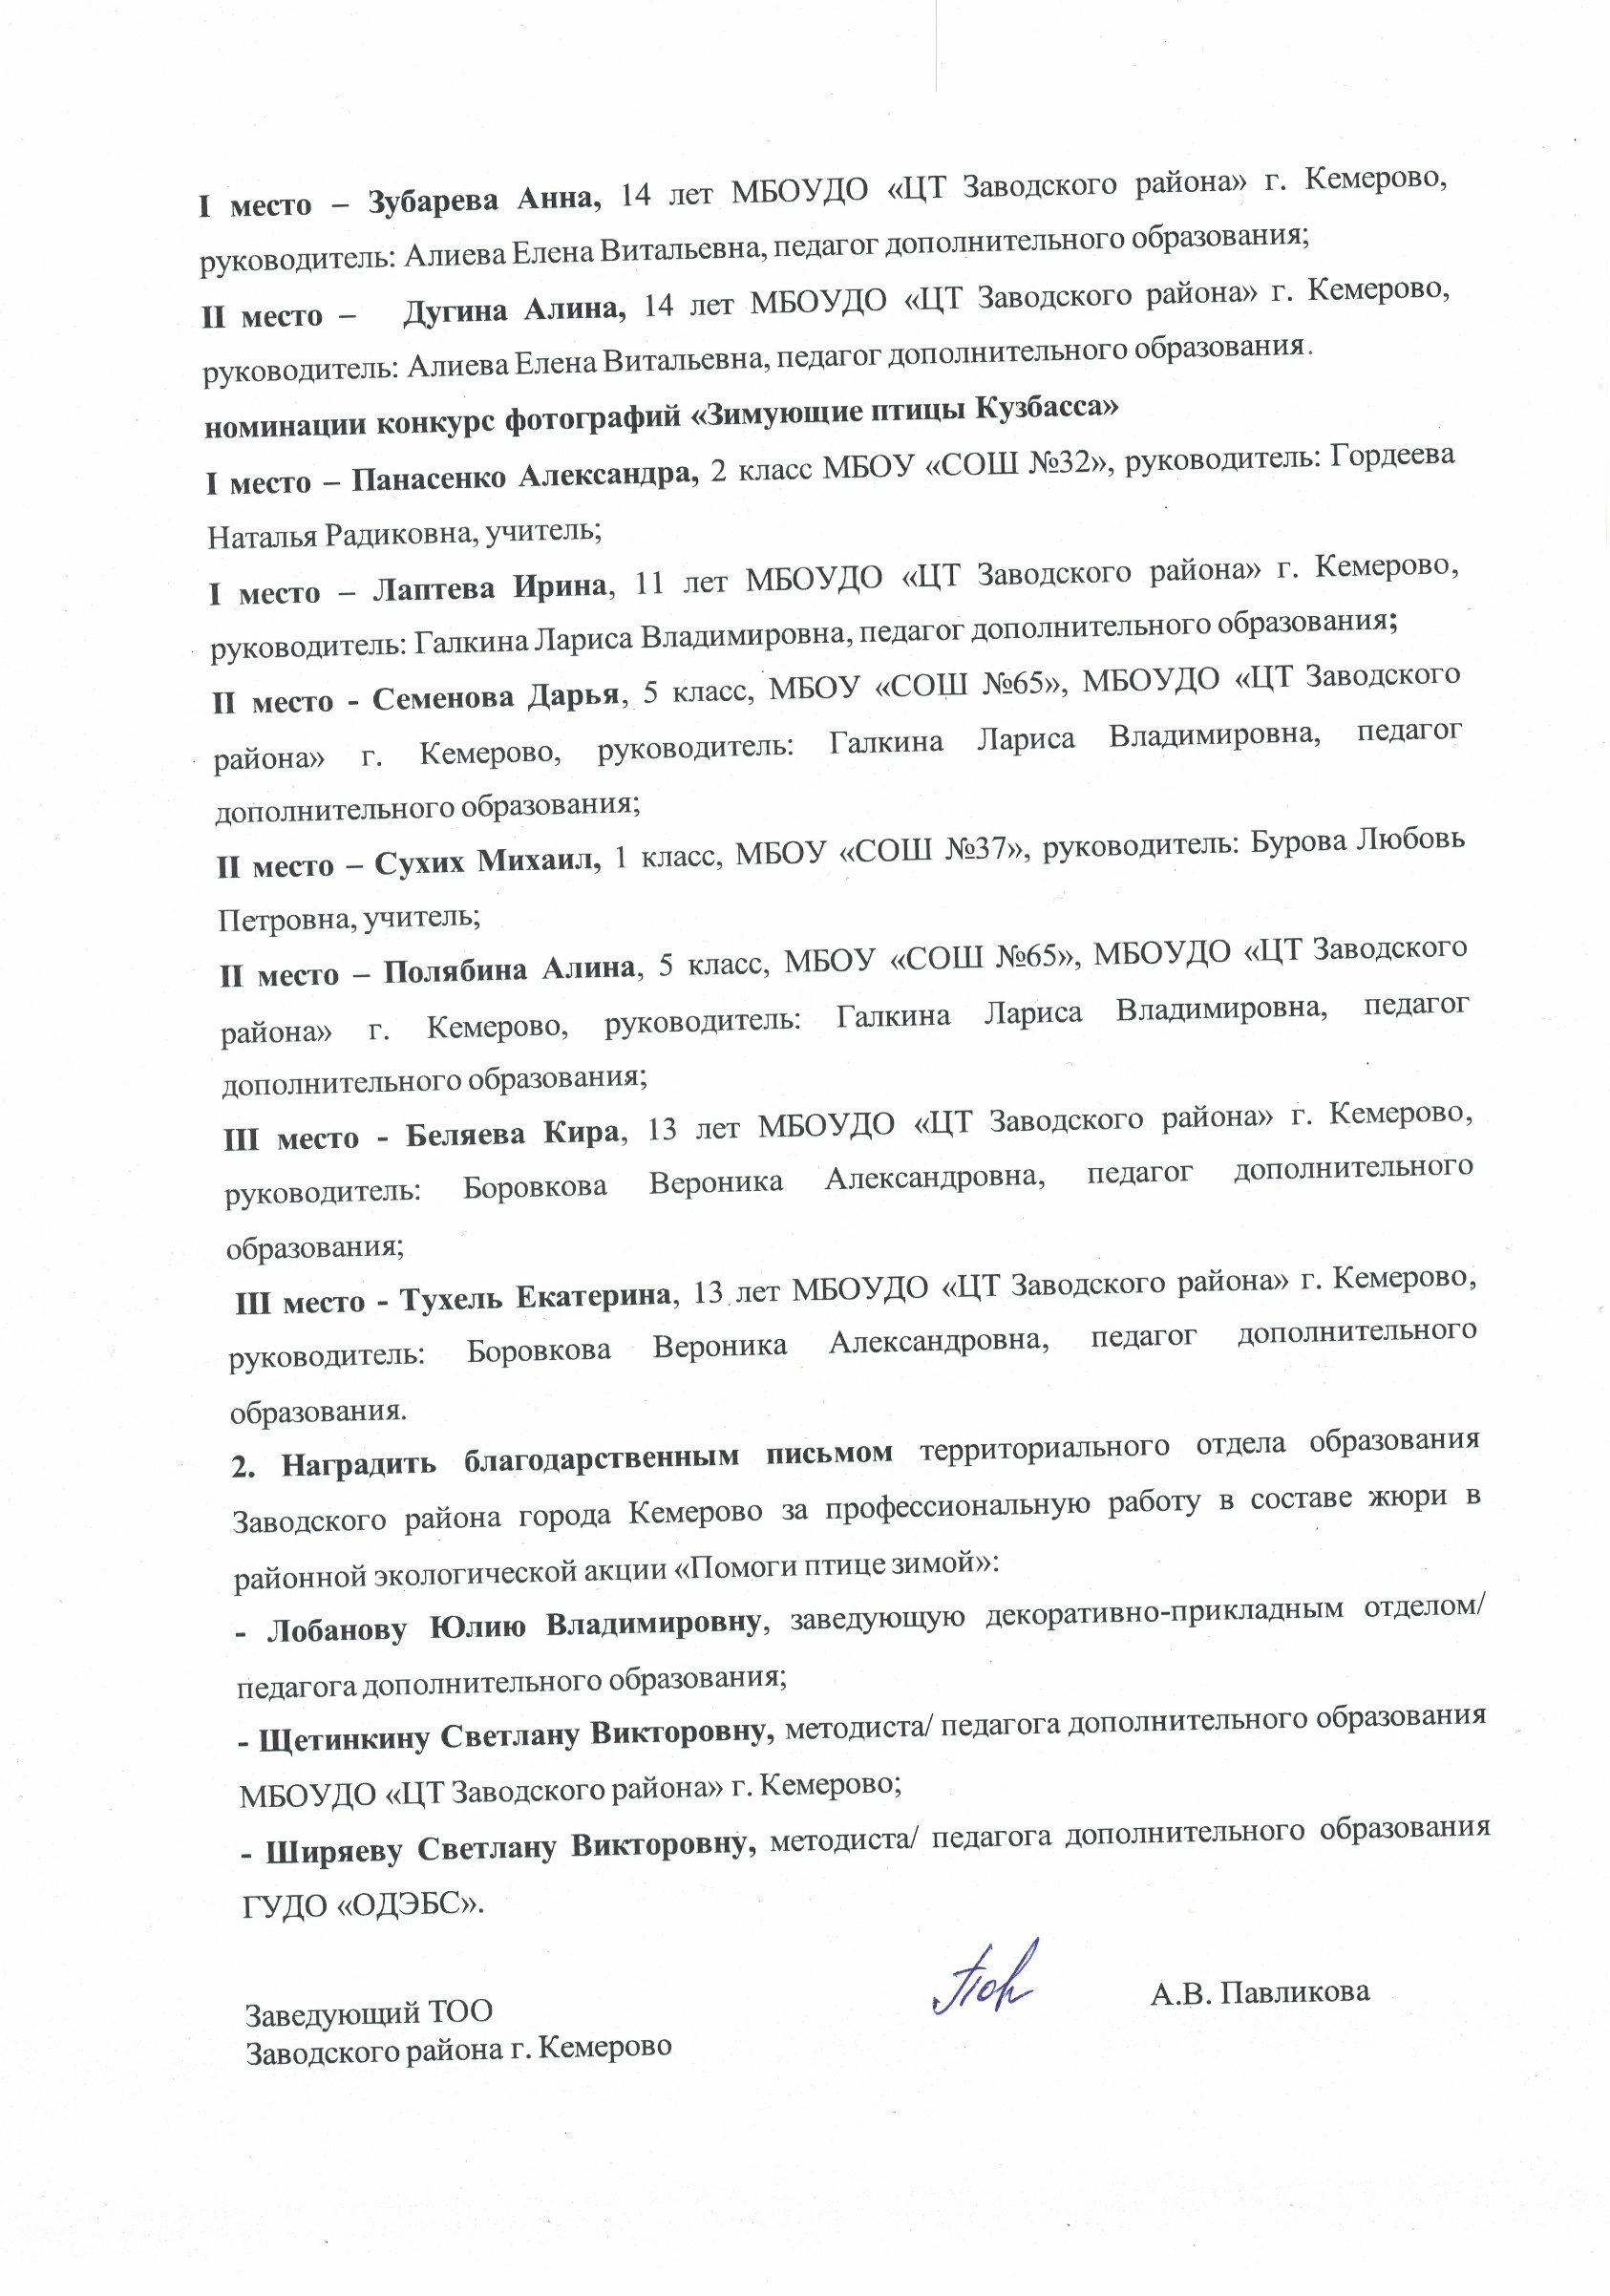 I место – Зубарева Анна, 14 лет МБОУДО «ЦТ Заводского района» г. Кемерово,
руководитель: Алиева Елена Витальевна, педагог дополнительного образования;
II место – Дугина Алина, 14 лет МБОУДО «ЦТ Заводского района» г. Кемерово,
руководитель: Алиева Елена Витальевна, педагог дополнительного образования.
номинации конкурс фотографий «Зимующие птицы Кузбасса»
I место – Панасенко Александра, 2 класс МБОУ «СОШ №32», руководитель: Гордеева
Наталья Радиковна, учитель;
I место – Лаптева Ирина, 11 лет МБОУДО «ЦТ Заводского района» г. Кемерово,
руководитель: Галкина Лариса Владимировна, педагог дополнительного образования;
II место - Семенова Дарья, 5 класс, МБОУ «СОШ №65», МБОУДО «ЦТ Заводского
района» г. Кемерово, руководитель: Галкина Лариса Владимировна, педагог
дополнительного образования;
II место – Сухих Михаил, 1 класс, МБОУ «СОШ №37», руководитель: Бурова Любовь
Петровна, учитель;
II место – Полябина Алина, 5 класс, МБОУ «СОШ №65», МБОУДО «ЦТ Заводского
района» г. Кемерово, руководитель: Галкина Лариса Владимировна, педагог
дополнительного образования;
III место - Беляева Кира, 13 лет МБОУДО «ЦТ Заводского района» г. Кемерово,
руководитель: Боровкова Вероника Александровна, педагог дополнительного
образования;
III место - Тухель Екатерина, 13 лет МБОУДО «ЦТ Заводского района» г. Кемерово,
руководитель: Боровкова Вероника Александровна, педагог дополнительного
образования.
2. Наградить благодарственным письмом территориального отдела образования
Заводского района города Кемерово за профессиональную работу в составе жюри в
районной экологической акции «Помоги птице зимой»:
- Лобанову Юлию Владимировну, заведующую декоративно-прикладным отделом/
педагога дополнительного образования;
- Щетинкину Светлану Викторовну, методиста/ педагога дополнительного образования
МБОУДО «ЦТ Заводского района» г. Кемерово;
- Ширяеву Светлану Викторовну, методиста/ педагога дополнительного образования
ГУДО «ОДЭБС».
Заведующий ТОО
Заводского района г. Кемерово
А.В. Павликова